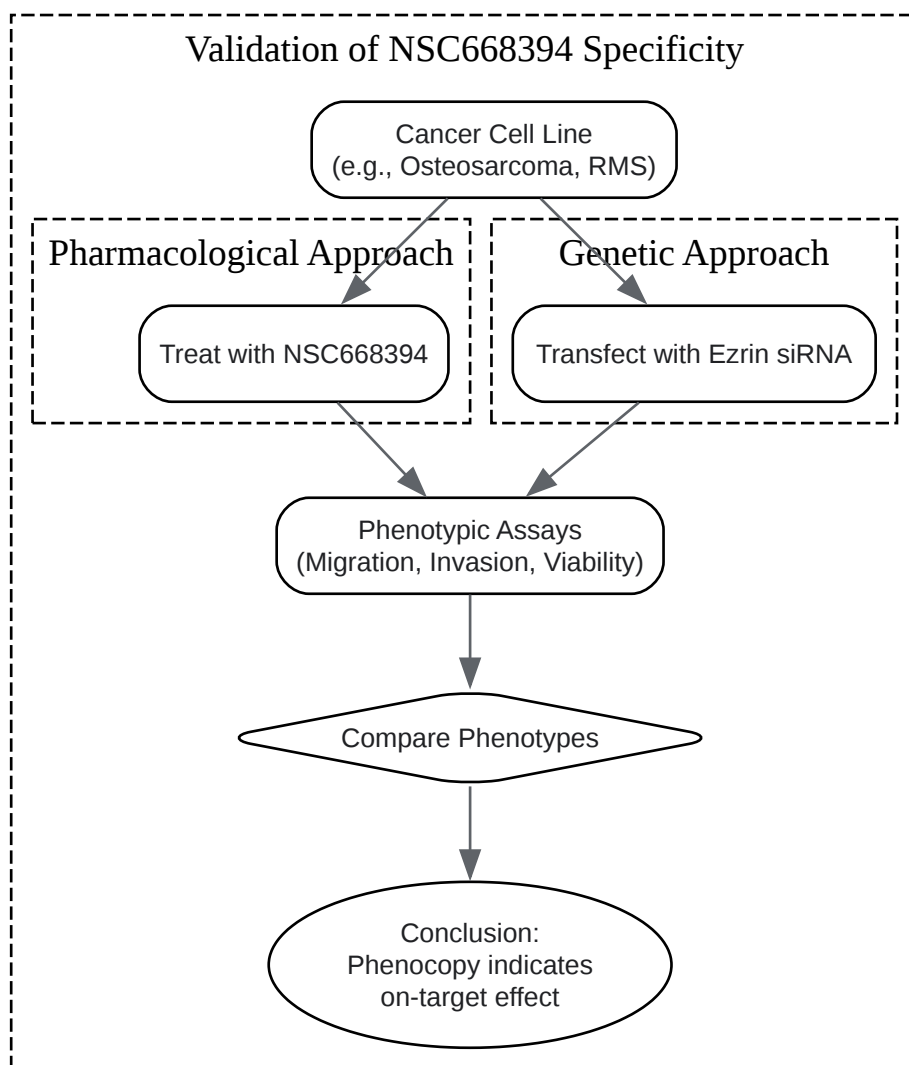 Validation of NSC668394 Specificity
Cancer Cell Line
(e.g., Osteosarcoma, RMS)
Pharmacological Approach
Genetic Approach
Treat with NSC668394
Transfect with Ezrin siRNA
Phenotypic Assays
(Migration, Invasion, Viability)
Compare Phenotypes
Conclusion:
Phenocopy indicates
on-target effect